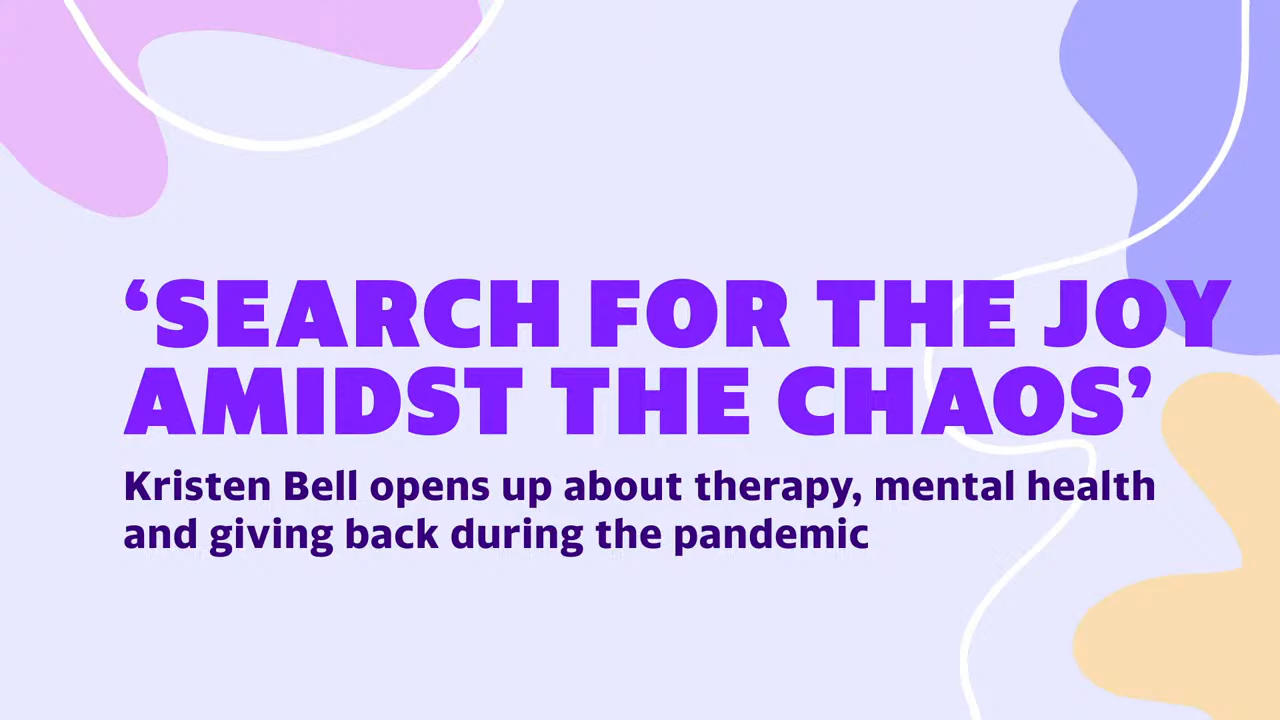 ‘SEARCH FOR THE JOY
AMIDST THE CHAOS’
Kristen Bell opens up about therapy, mental health
and giving back during the pandemic